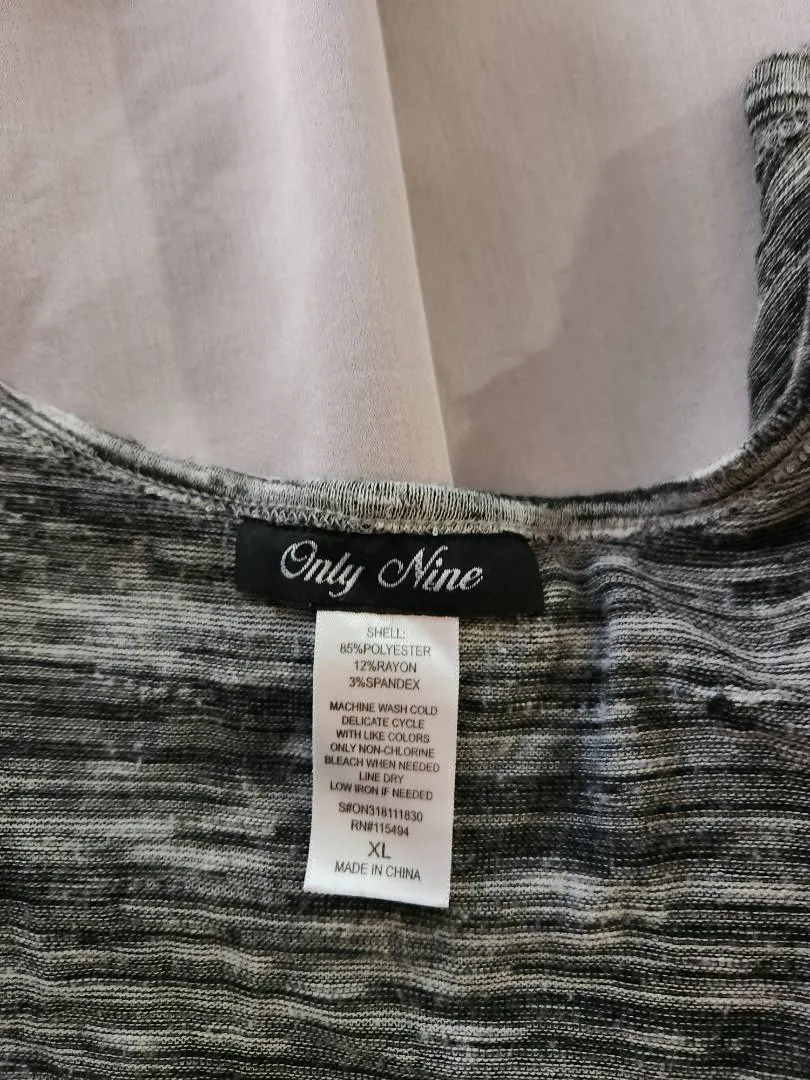 Only Nine
SHELL:
85%POLYESTER
12%RAYON
3%SPANDEX
MACHINE WASH COLD
DELICATE CYCLE
WITH LIKE COLORS
ONLY NON-CHLORINE
BLEACH WHEN NEEDED
LINE DRY
LOW IRON IF NEEDED
S#ON318111830
RN#115494
XL
MADE IN CHINA